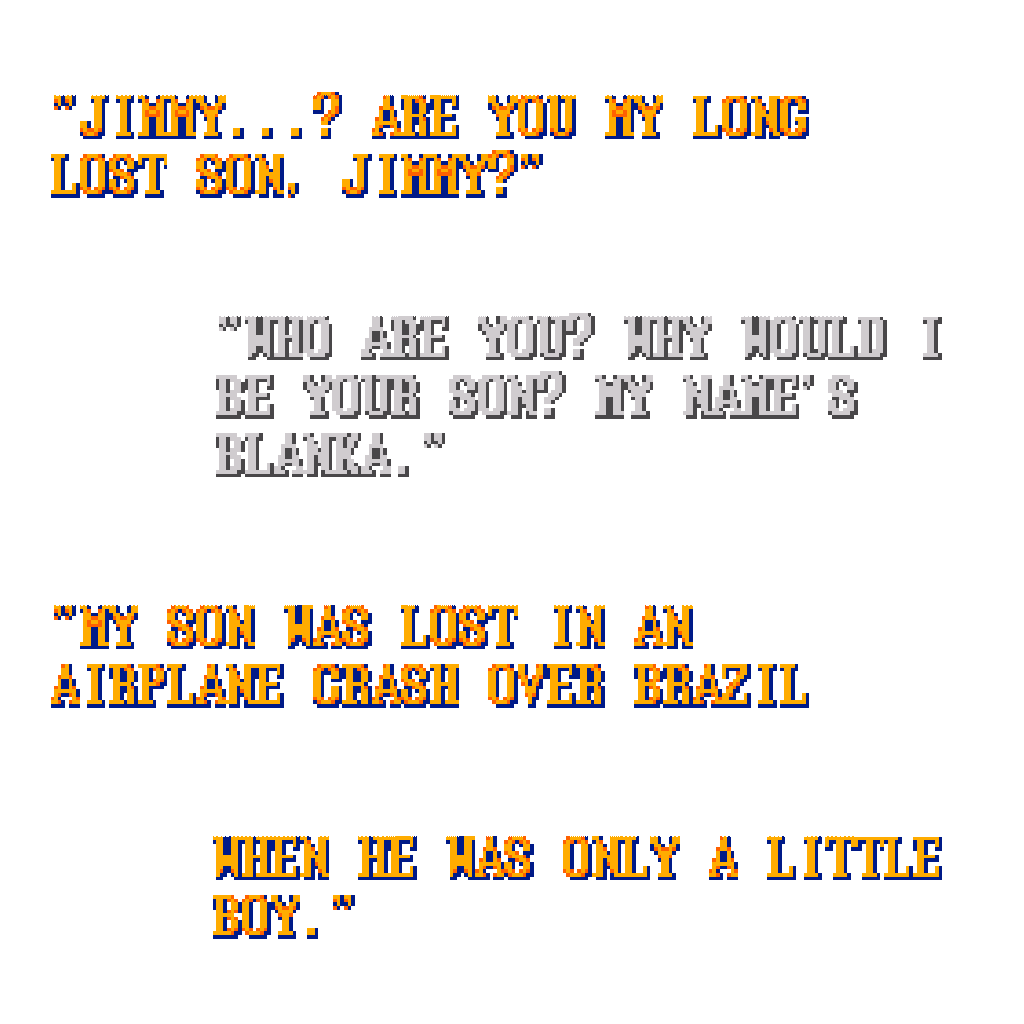 "JIMMY...? ARE YOU MY LONG
LOST SON, JIMMY?"
"WHO ARE YOU? WHY WOULD I
BE YOUR SON? MY NAME'S
BLANKA."
"MY SON WAS LOST IN AN
AIRPLANE CRASH OVER BRAZIL
WHEN HE WAS ONLY A LITTLE
BOY."